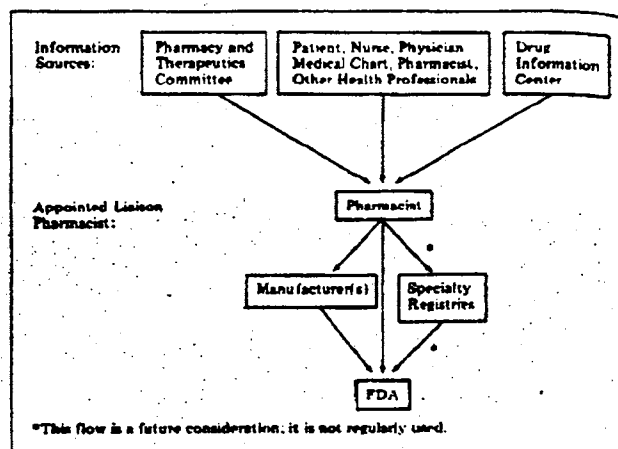 Information
Sources:
Pharmacy and
Therapeutics
Committee
Patient, Nurse, Physician
Medical Chart, Pharmacist,
Other Health Professionals
Drug
Information
Center
Appointed Liaison
Pharmacist:
Pharmacist
*
Manufacturer(s)
Specialty
Registries
*
FDA
*This flow is a future consideration; it is not regularly used.